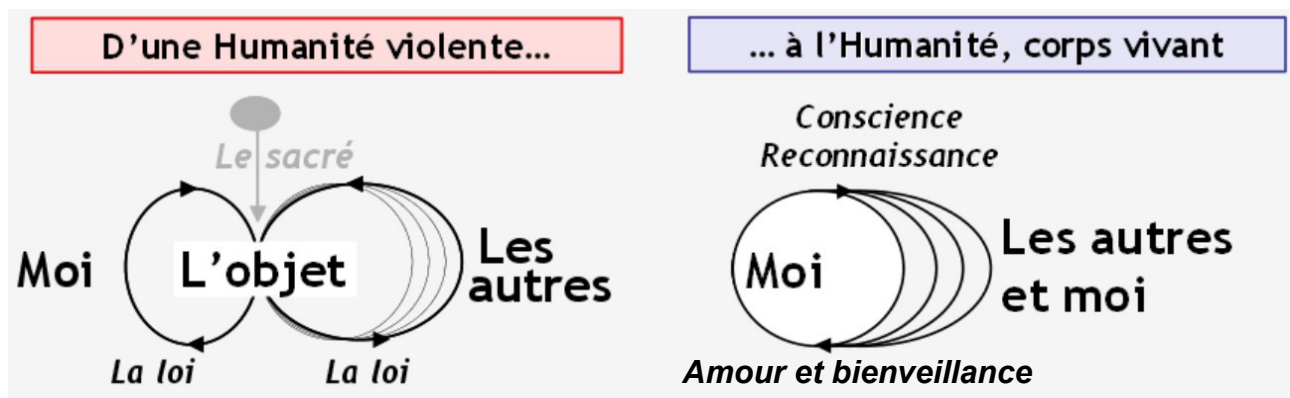 D'une Humanité violente...
... à l'Humanité, corps vivant
Le sacré
Moi
L'objet
Les
autres
La loi
La loi
Conscience
Reconnaissance
Moi
Les autres
et moi
Amour et bienveillance